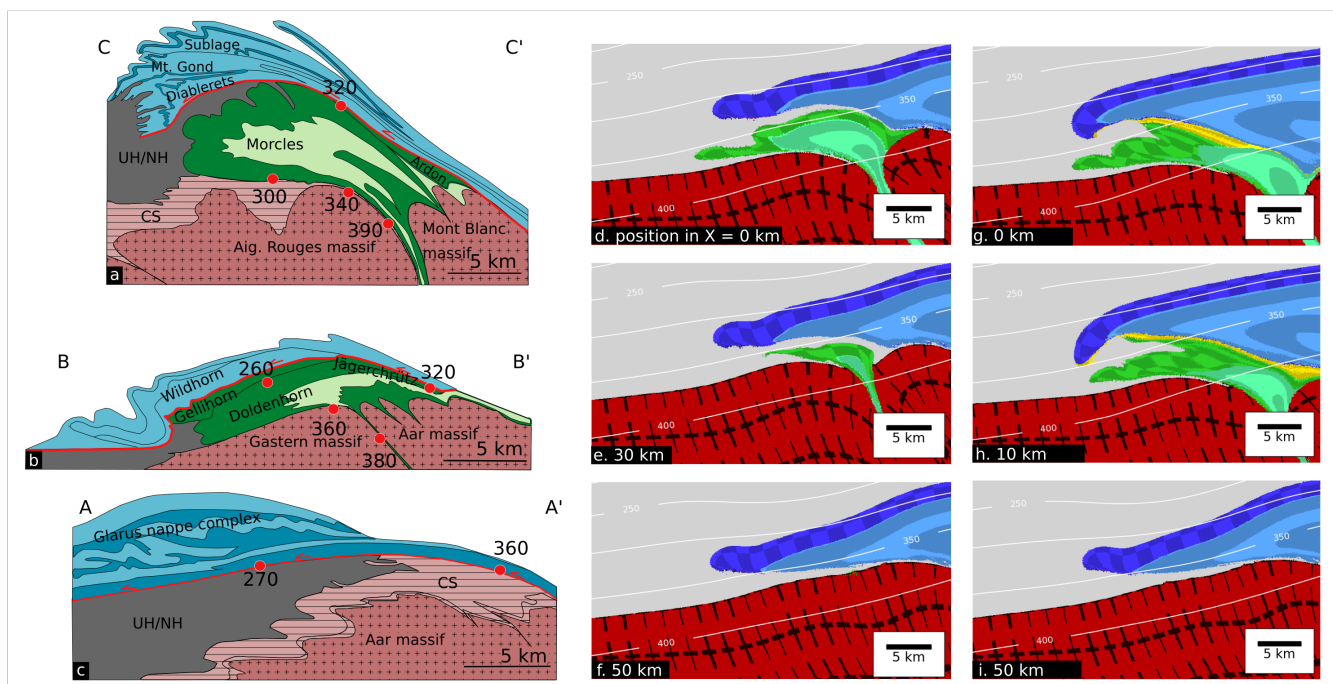 C
C'
Sublage
Mt. Gond
Diablerets
320
Morcles
UH/NH
Ardon
300
340
CS
390
Mont Blanc
massif
Aig. Rouges massif
5 km
a
B
B'
260
Wildhorn
Jägerchrütz
320
Gellihorn
Doldenhorn
360
Gastern massif
Aar massif
380
5 km
b
A
A'
Glarus nappe complex
360
270
CS
UH/NH
Aar massif
5 km
c
250
350
400
5 km
d. position in X = 0 km
250
350
400
5 km
e. 30 km
250
350
400
5 km
f. 50 km
250
350
400
5 km
g. 0 km
250
350
400
5 km
h. 10 km
250
350
400
5 km
i. 50 km